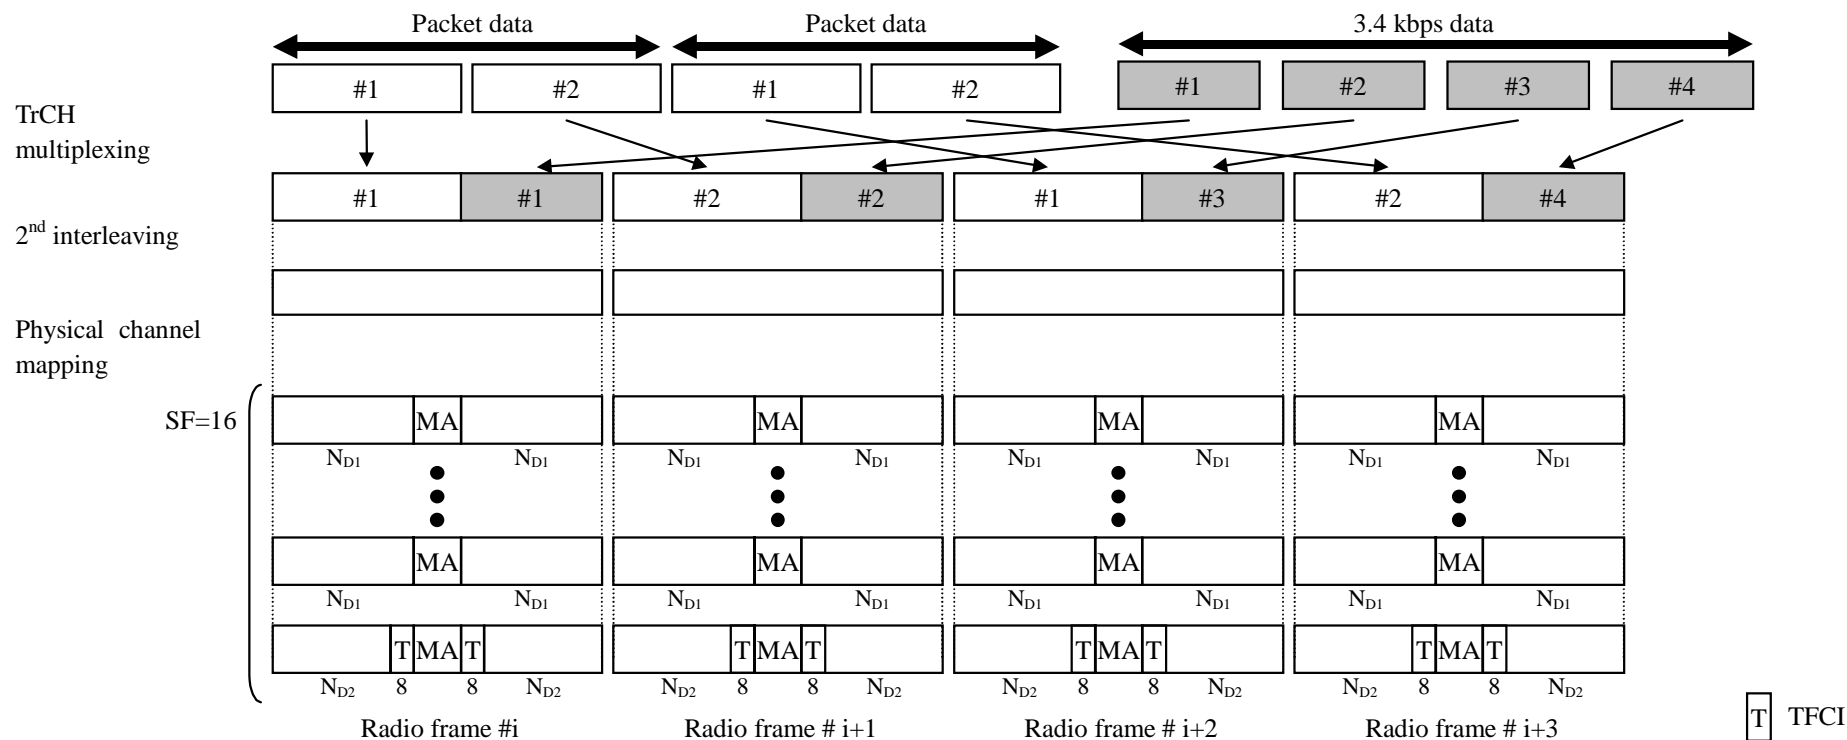 Packet data Packet data 3.4 kbps data
#1 #2 #1 #2 #1 #2 #3 #4
TrCH
multiplexing
#1 #1 #2 #2 #1 #3 #2 #4
2nd interleaving
Physical channel
mapping
SF=16
MA MA MA MA
ND1 ND1 ND1 ND1 ND1 ND1 ND1 ND1
MA MA MA MA
ND1 ND1 ND1 ND1 ND1 ND1 ND1 ND1
T MA T T MA T T MA T T MA T
ND2 8 8 ND2 ND2 8 8 ND2 ND2 8 8 ND2 ND2 8 8 ND2
Radio frame #i Radio frame # i+1 Radio frame # i+2 Radio frame # i+3
T TFCI